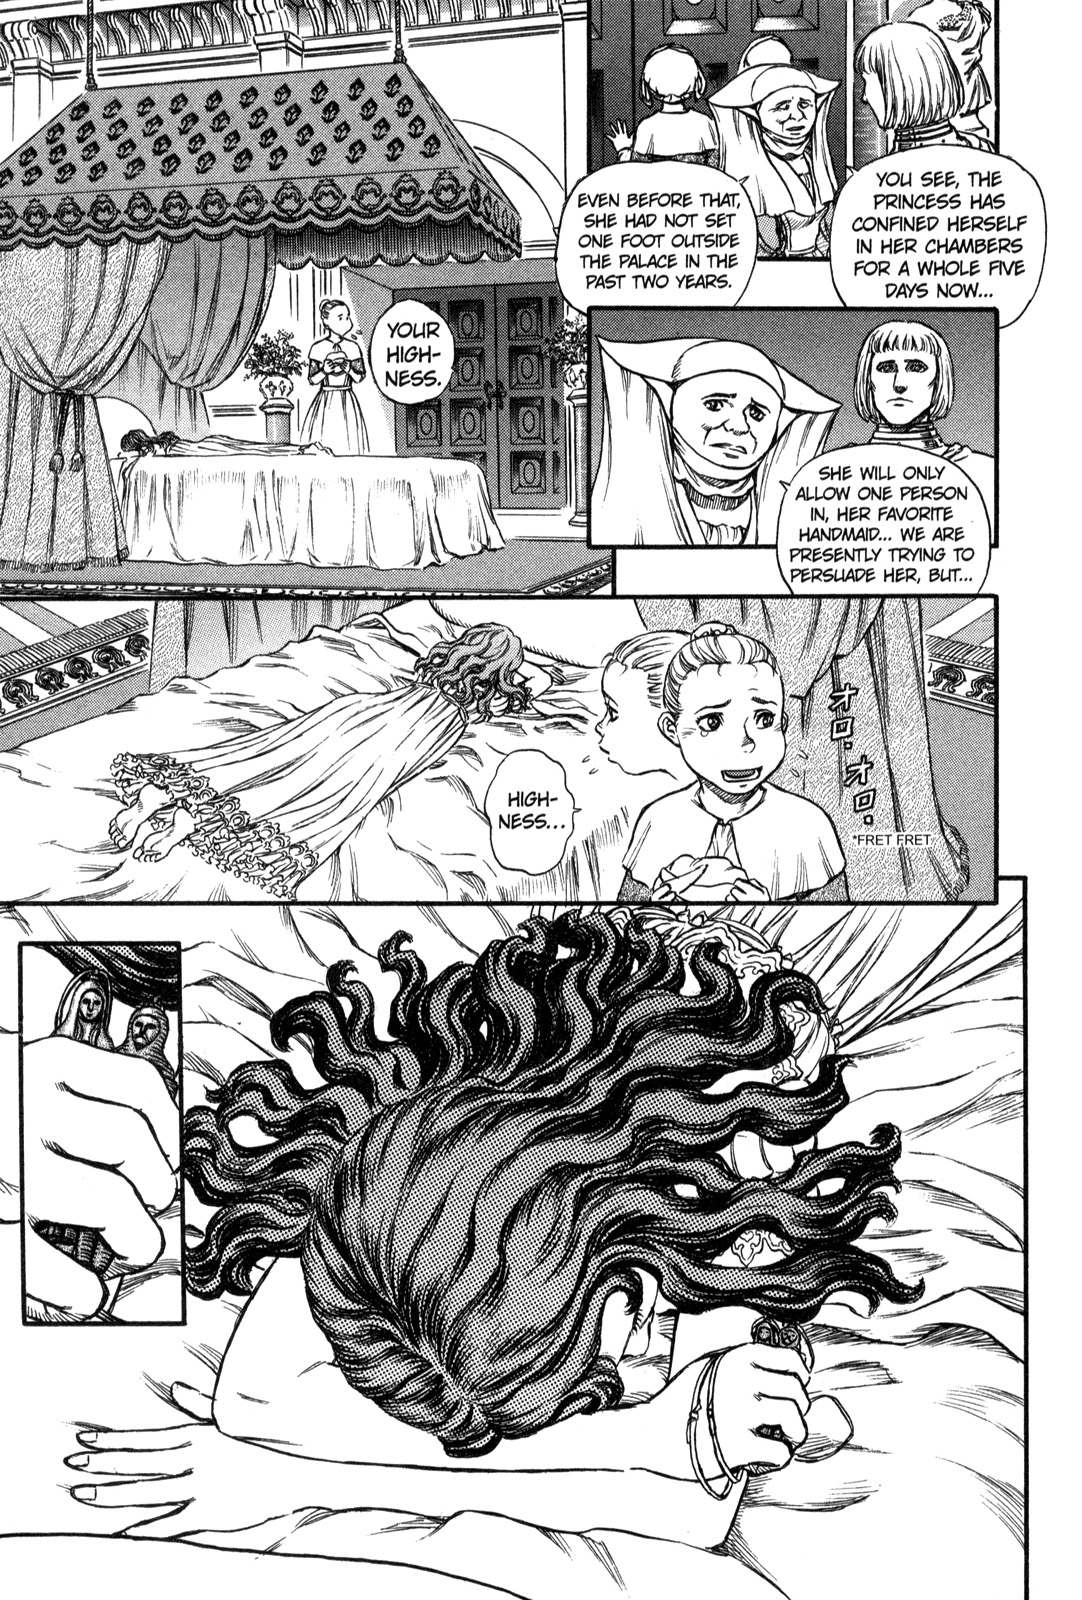 YOU SEE, THE
PRINCESS HAS
CONFINED HERSELF
IN HER CHAMBERS
FOR A WHOLE FIVE
DAYS NOW...
EVEN BEFORE THAT,
SHE HAD NOT SET
ONE FOOT OUTSIDE
THE PALACE IN THE
PAST TWO YEARS.
SHE WILL ONLY
ALLOW ONE PERSON
IN, HER FAVORITE
HANDMAID... WE ARE
PRESENTLY TRYING TO
PERSUADE HER, BUT...
YOUR
HIGH-
NESS.
オロ・オロ・
*FRET FRET
HIGH-
NESS...